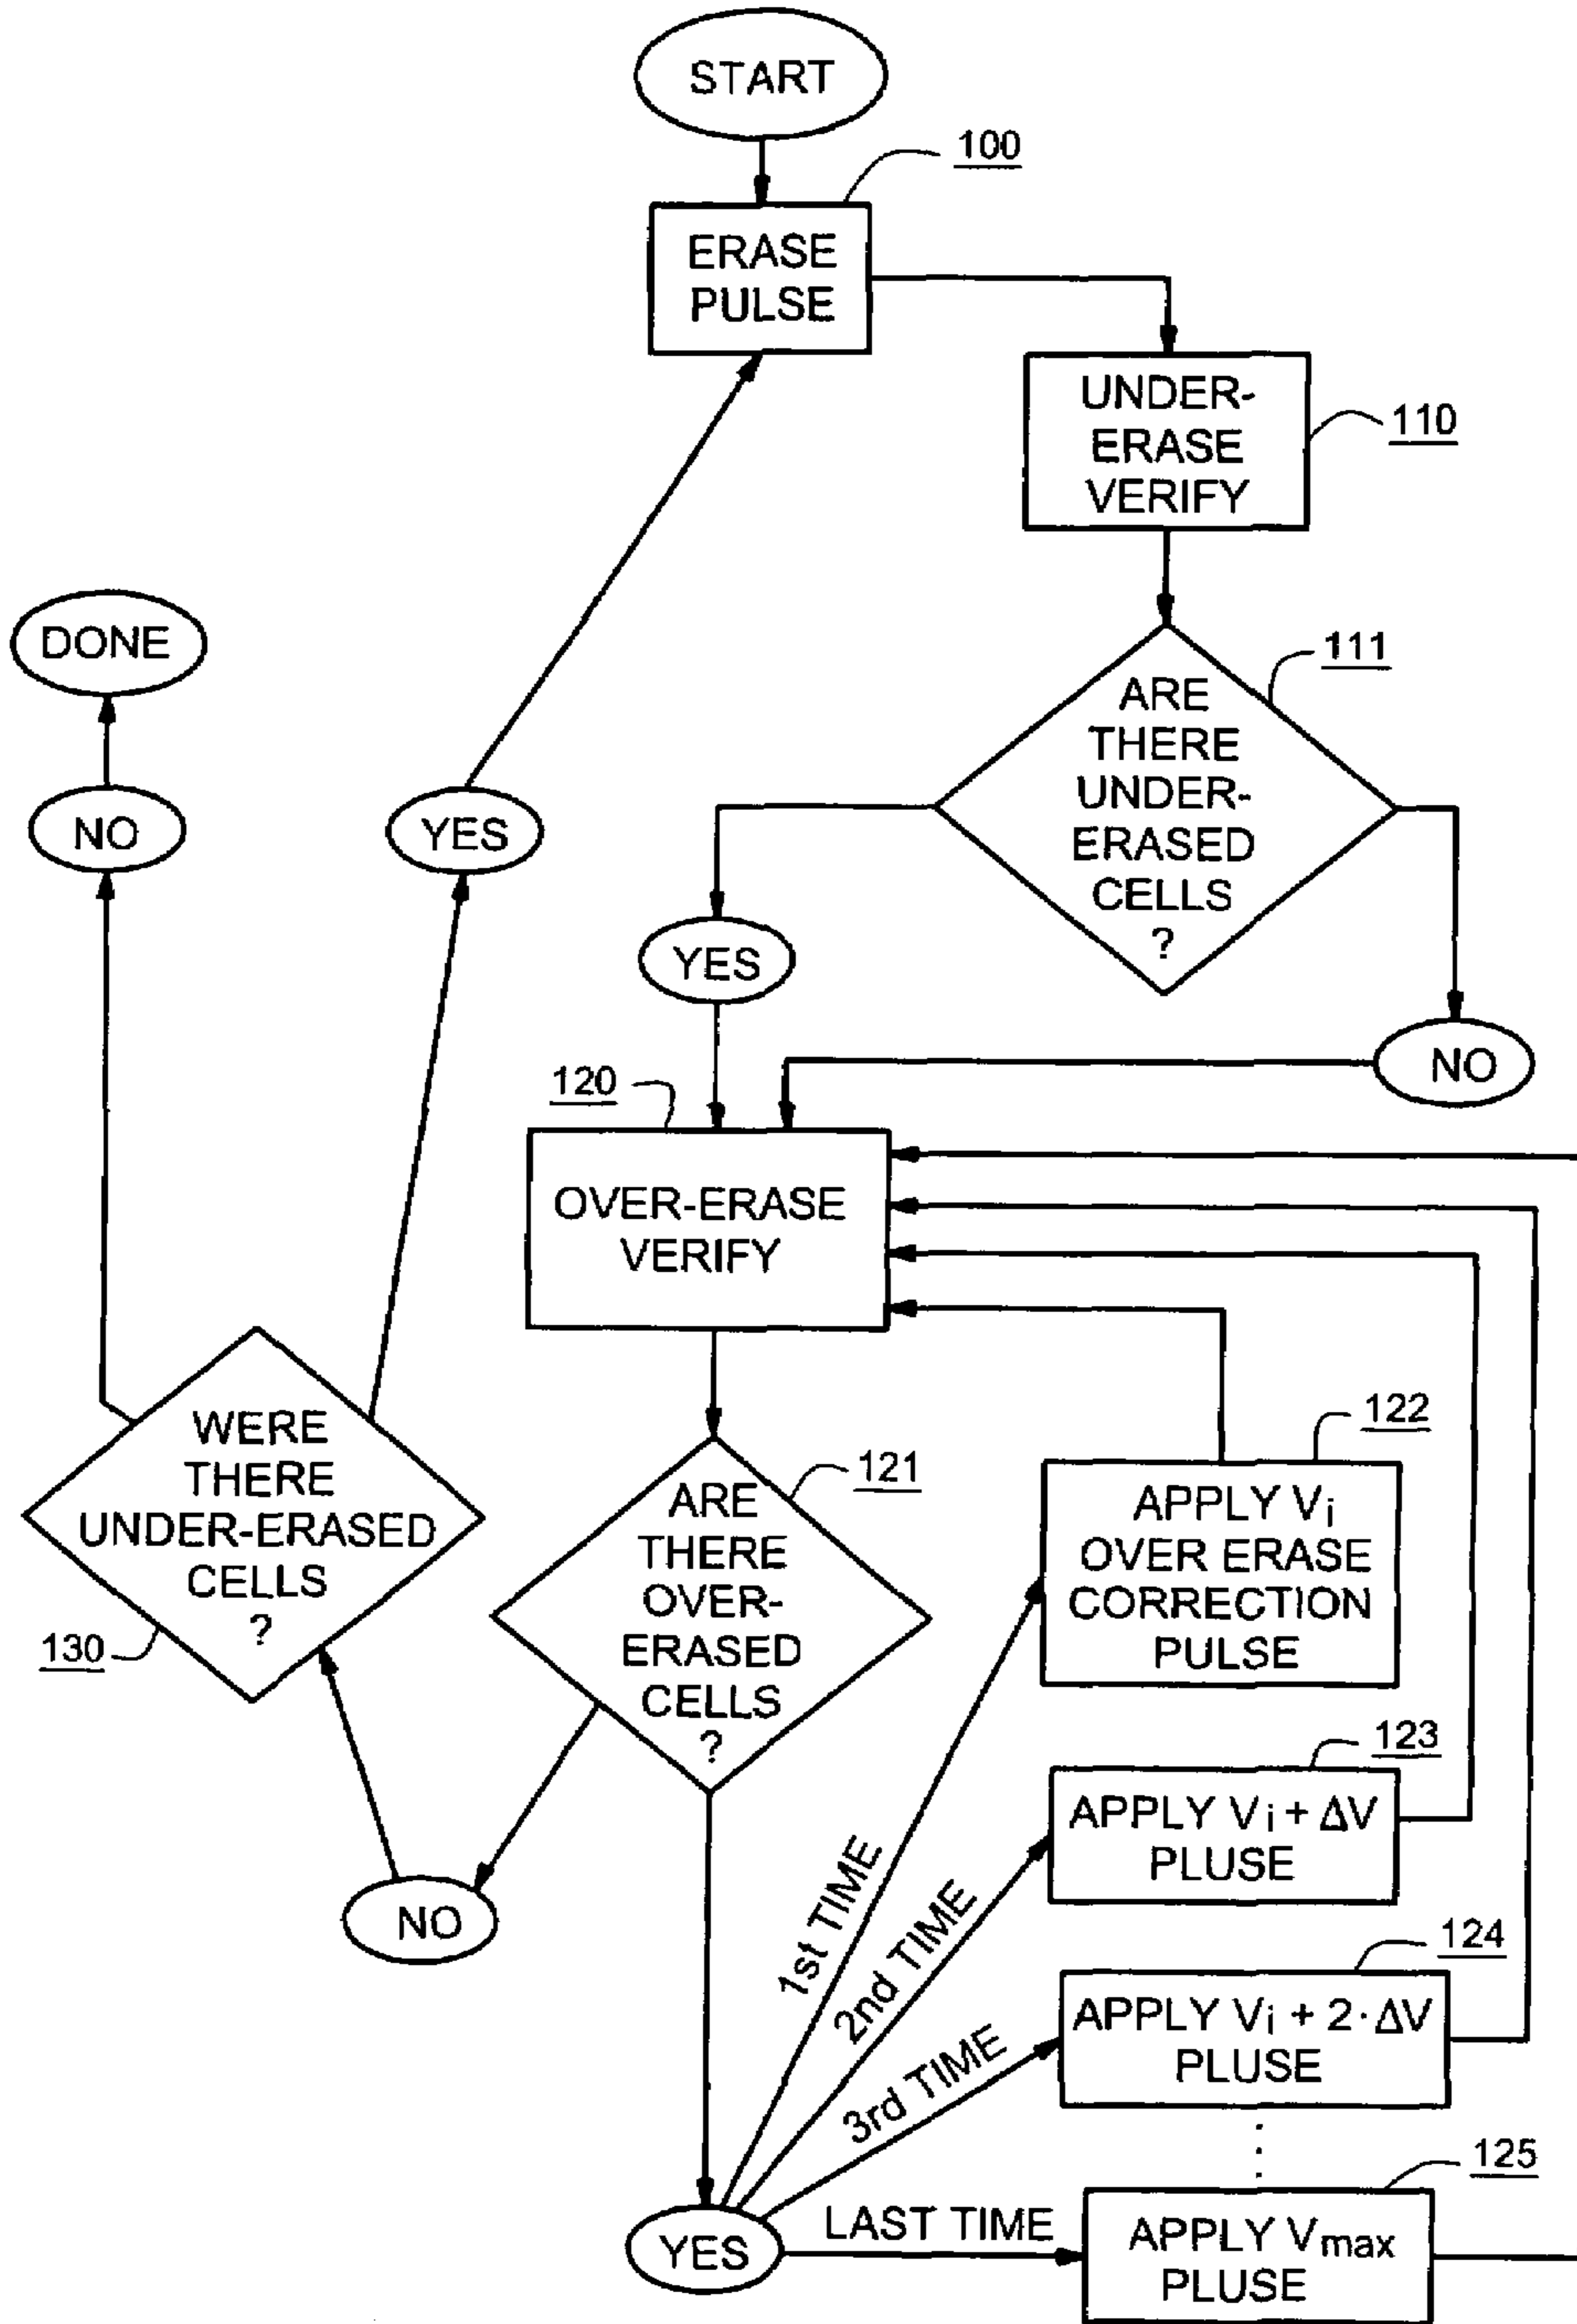 START
100
ERASE
PULSE
UNDER-
ERASE
VERIFY
110
DONE
111
ARE
THERE
UNDER-
ERASED
CELLS
?
NO
YES
YES
NO
120
OVER-ERASE
VERIFY
WERE
THERE
UNDER-ERASED
CELLS
?
130
121
ARE
THERE
OVER-
ERASED
CELLS
?
122
APPLY Vi
OVER ERASE
CORRECTION
PULSE
123
APPLY Vi + ΔV
PLUSE
NO
1st TIME
2nd TIME
3rd TIME
124
APPLY Vi + 2·ΔV
PLUSE
125
YES
LAST TIME
APPLY Vmax
PLUSE